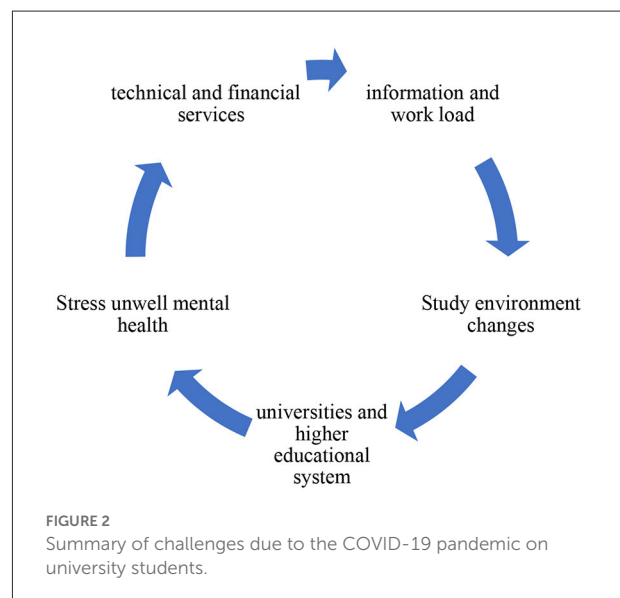 technical and financial
services
information and
work load
Study environment
changes
universities and
higher
educational
system
Stress unwell mental
health
FIGURE 2
Summary of challenges due to the COVID-19 pandemic on
university students.